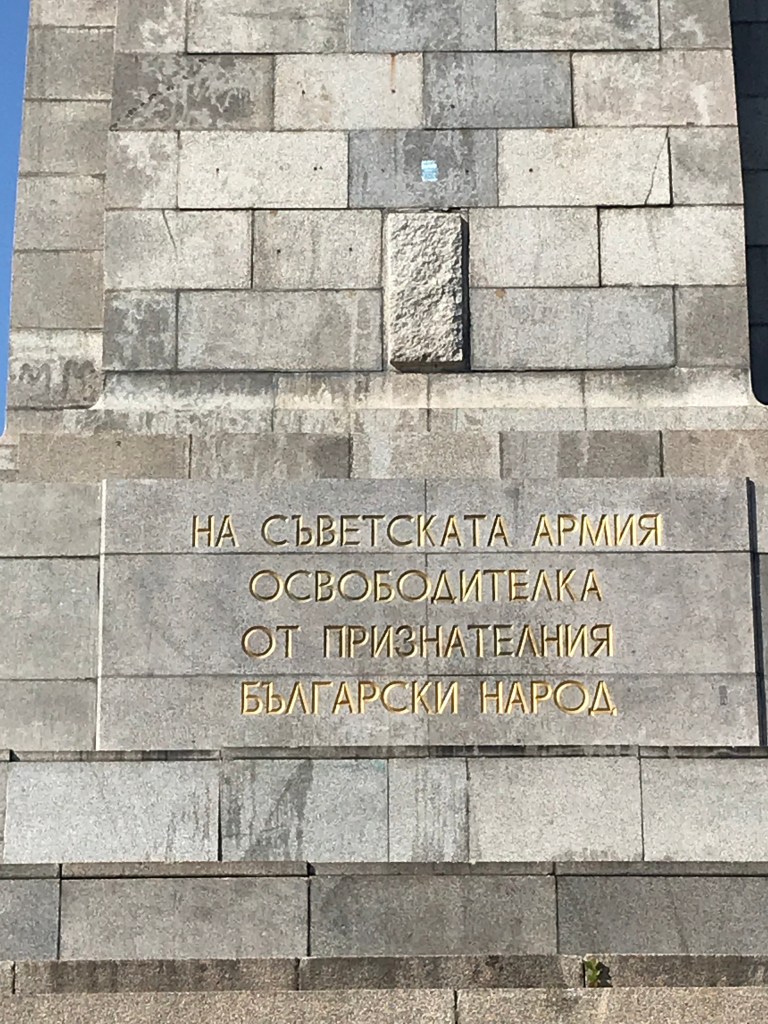 НА СЪВЕТСКАТА АРМИЯ
ОСВОБОДИТЕЛКА
ОТ ПРИЗНАТЕЛНИЯ
БЪЛГАРСКИ НАРОД